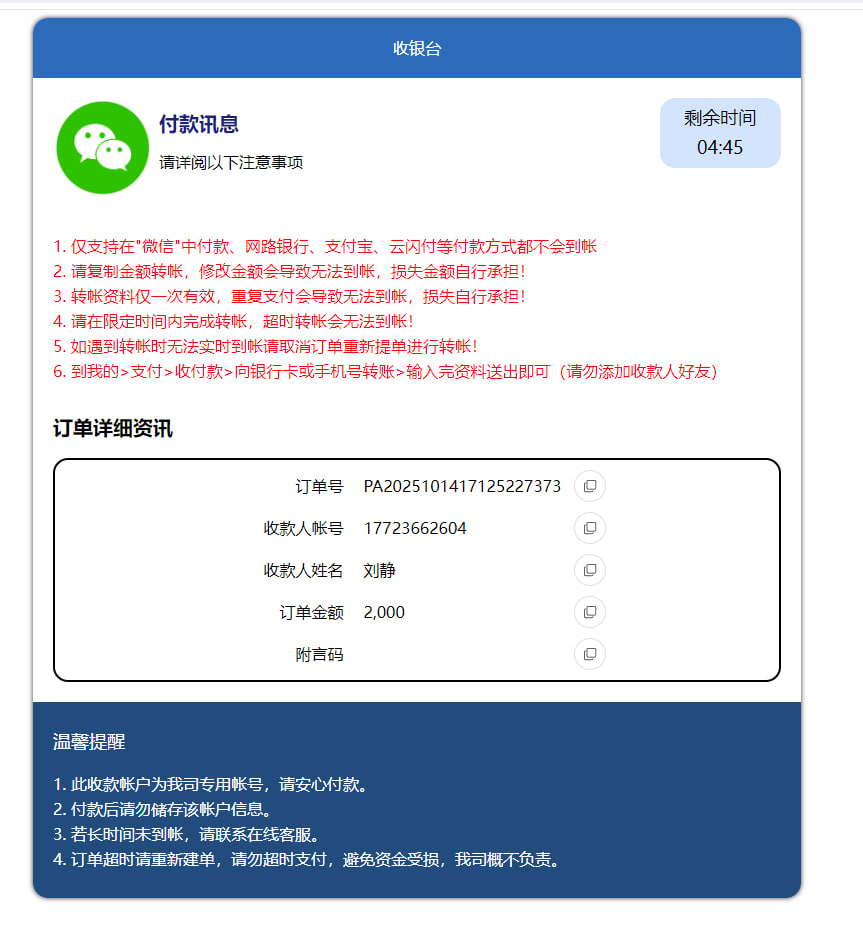 收银台
付款讯息
请详阅以下注意事项
剩余时间
04:45
1. 仅支持在"微信"中付款、网路银行、支付宝、云闪付等付款方式都不会到帐
2. 请复制金额转帐，修改金额会导致无法到帐，损失金额自行承担！
3. 转帐资料仅一次有效，重复支付会导致无法到帐，损失自行承担！
4. 请在限定时间内完成转帐，超时转帐会无法到帐！
5. 如遇到转帐时无法实时到帐请取消订单重新提单进行转帐！
6. 到我的>支付>收付款>向银行卡或手机号转账>输入完资料送出即可（请勿添加收款人好友）
订单详细资讯
订单号 PA2025101417125227373
收款人帐号 17723662604
收款人姓名 刘静
订单金额 2,000
附言码
温馨提醒
1. 此收款帐户为我司专用帐号，请安心付款。
2. 付款后请勿储存该帐户信息。
3. 若长时间未到帐，请联系在线客服。
4. 订单超时请重新建单，请勿超时支付，避免资金受损，我司概不负责。